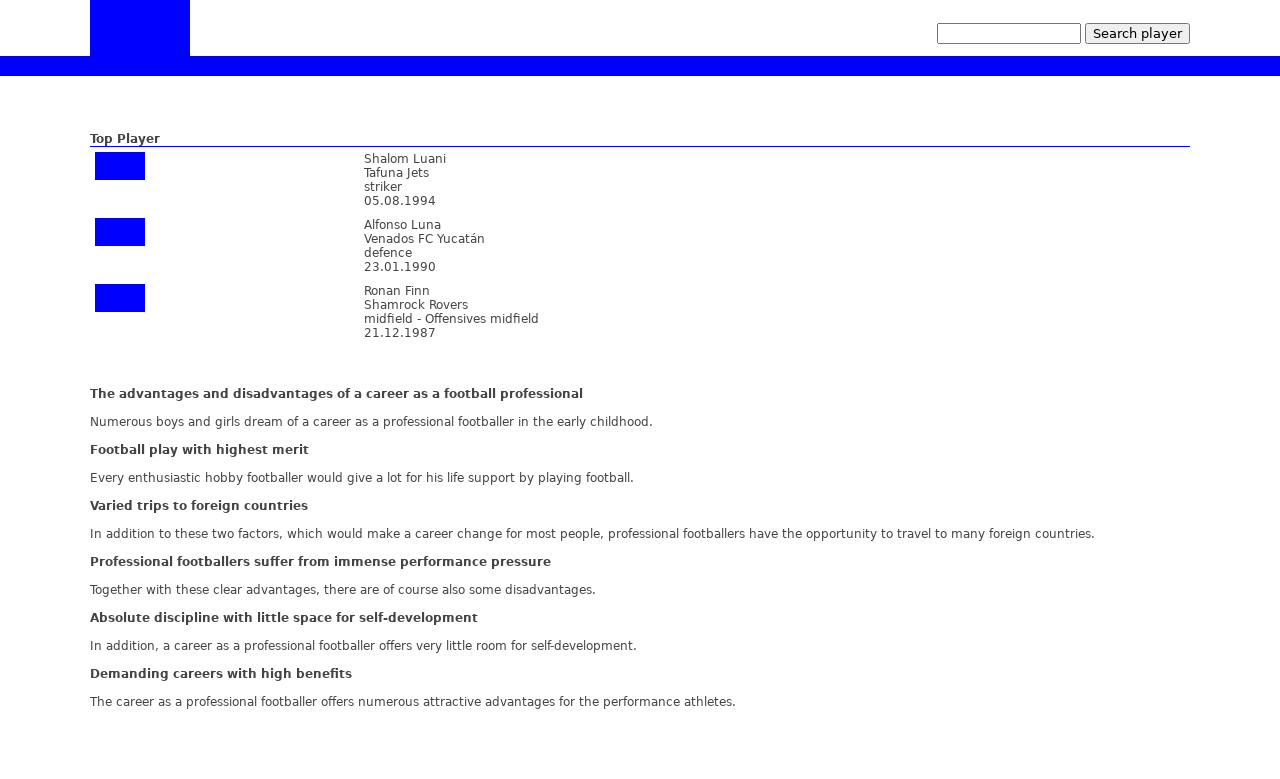 Search player
Top Player
Shalom Luani
Tafuna Jets
striker
05.08.1994
Alfonso Luna
Venados FC Yucatán
defence
23.01.1990
Ronan Finn
Shamrock Rovers
midfield - Offensives midfield
21.12.1987
The advantages and disadvantages of a career as a football professional
Numerous boys and girls dream of a career as a professional footballer in the early childhood.
Football play with highest merit
Every enthusiastic hobby footballer would give a lot for his life support by playing football.
Varied trips to foreign countries
In addition to these two factors, which would make a career change for most people, professional footballers have the opportunity to travel to many foreign countries.
Professional footballers suffer from immense performance pressure
Together with these clear advantages, there are of course also some disadvantages.
Absolute discipline with little space for self-development
In addition, a career as a professional footballer offers very little room for self-development.
Demanding careers with high benefits
The career as a professional footballer offers numerous attractive advantages for the performance athletes.